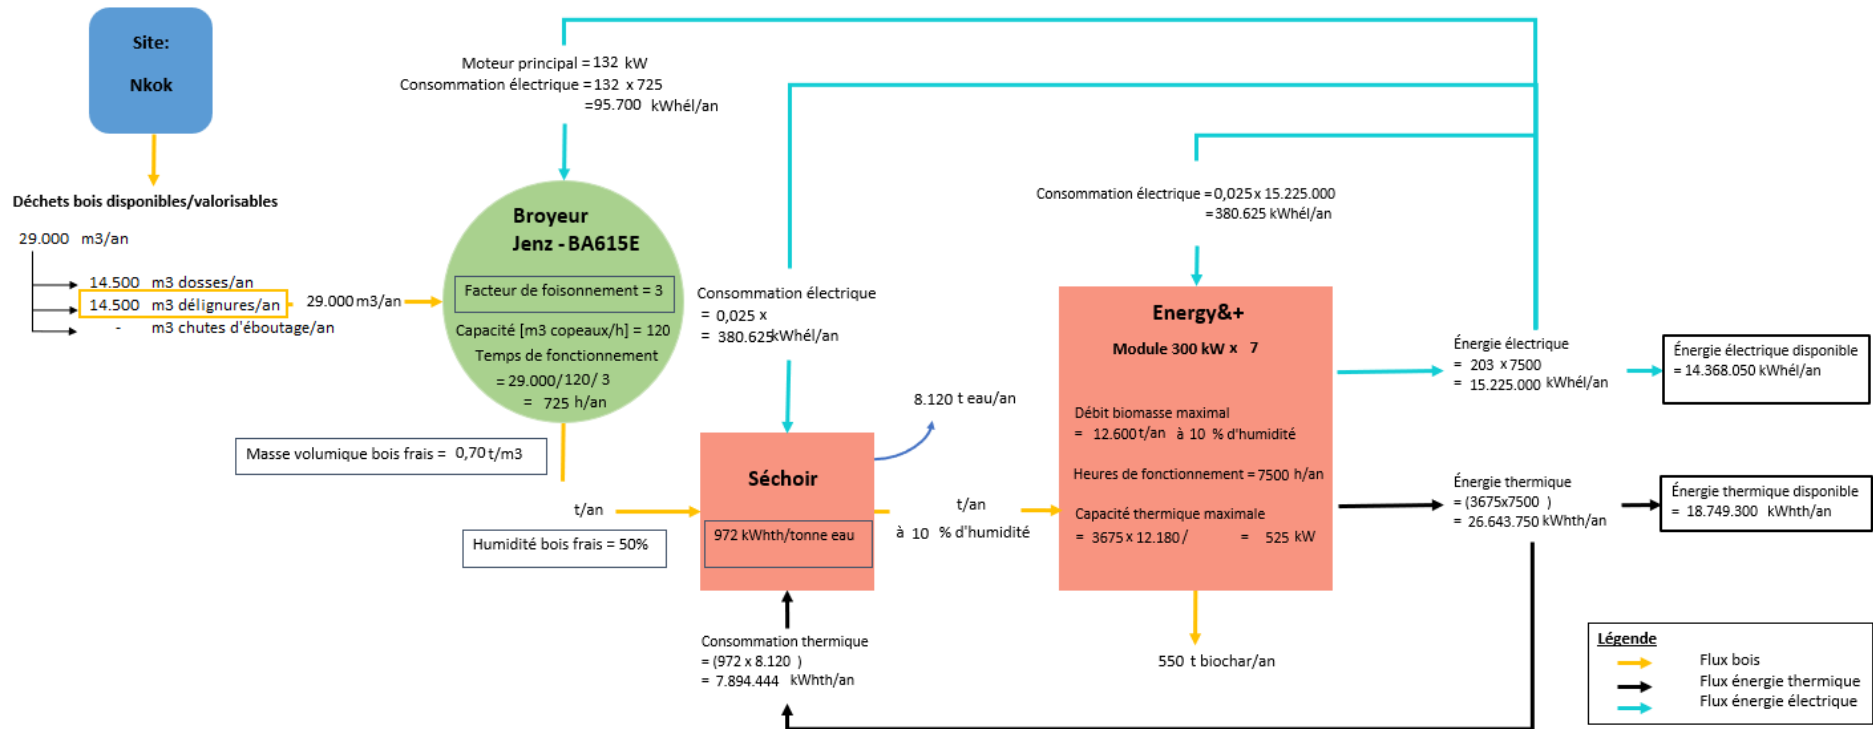 Site:
Nkok
Déchets bois disponibles/valorisables
29.000 m3/an
14.500 m3 dosses/an
14.500 m3 délignures/an
- m3 chutes d'éboutage/an
29.000 m3/an
Moteur principal = 132 kW
Consommation électrique = 132 x 725
=95.700 kWhél/an
Broyeur
Jenz - BA615E
Facteur de foisonnement = 3
Capacité [m3 copeaux/h] = 120
Temps de fonctionnement
= 29.000/120/ 3
= 725 h/an
Masse volumique bois frais = 0,70 t/m3
t/an
Humidité bois frais = 50%
Consommation électrique
= 0,025 x
= 380.625 kWhél/an
Séchoir
972 kWhth/tonne eau
8.120 t eau/an
t/an
à 10 % d'humidité
Consommation thermique
= (972 x 8.120 )
= 7.894.444 kWhth/an
Consommation électrique = 0,025 x 15.225.000
= 380.625 kWhél/an
Energy&+
Module 300 kW x 7
Débit biomasse maximal
= 12.600 t/an à 10 % d'humidité
Heures de fonctionnement = 7500 h/an
Capacité thermique maximale
= 3675 x 12.180 / = 525 kW
550 t biochar/an
Énergie électrique
= 203 x 7500
= 15.225.000 kWhél/an
Énergie électrique disponible
= 14.368.050 kWhél/an
Énergie thermique
= (3675x7500 )
= 26.643.750 kWhth/an
Énergie thermique disponible
= 18.749.300 kWhth/an
Légende
Flux bois
Flux énergie thermique
Flux énergie électrique